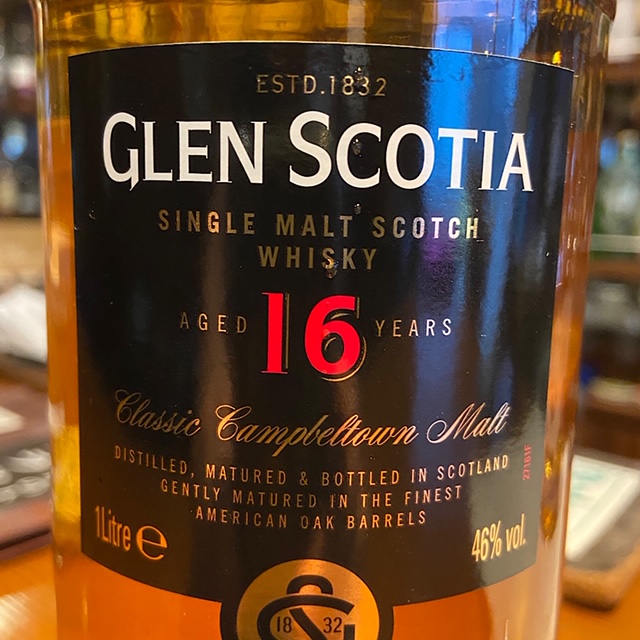 ESTD.1832
GLEN SCOTIA
SINGLE MALT SCOTCH
WHISKY
AGED 16 YEARS
Classic Campbeltown Malt
DISTILLED, MATURED & BOTTLED IN SCOTLAND
GENTLY MATURED IN THE FINEST
AMERICAN OAK BARRELS
1Litre e
46% vol.
18 32